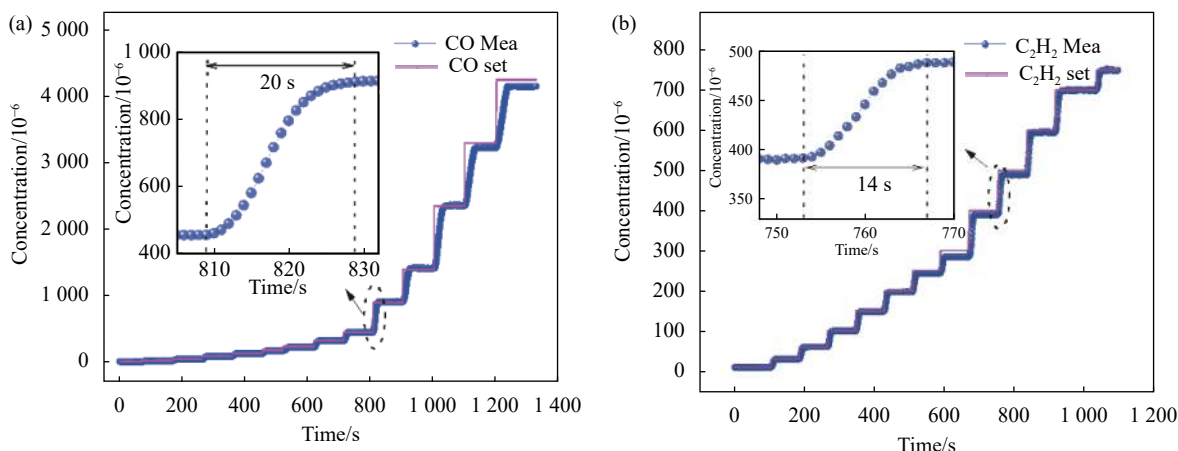 (a)
5 000
4 000
3 000
2 000
1 000
0
Concentration/10⁻⁶
0 200 400 600 800 1 000 1 200 1 400
Time/s
CO Mea
CO set
1 000
800
600
400
Concentration/10⁻⁶
20 s
810 820 830
Time/s
(b)
800
700
600
500
400
300
200
100
0
Concentration/10⁻⁶
0 200 400 600 800 1 000 1 200
Time/s
C₂H₂ Mea
C₂H₂ set
500
450
400
350
Concentration/10⁻⁶
14 s
750 760 770
Time/s